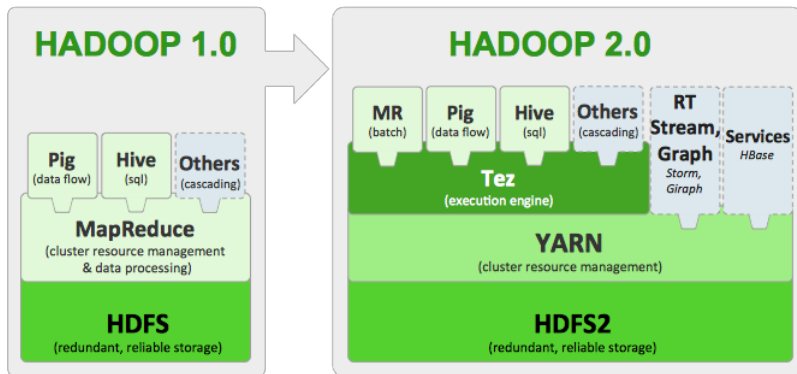 HADOOP 1.0
Pig
(data flow)
Hive
(sql)
Others
(cascading)
MapReduce
(cluster resource management
& data processing)
HDFS
(redundant, reliable storage)
HADOOP 2.0
MR
(batch)
Pig
(data flow)
Hive
(sql)
Others
(cascading)
RT
Stream,
Graph
Storm,
Giraph
Services
HBase
Tez
(execution engine)
YARN
(cluster resource management)
HDFS2
(redundant, reliable storage)